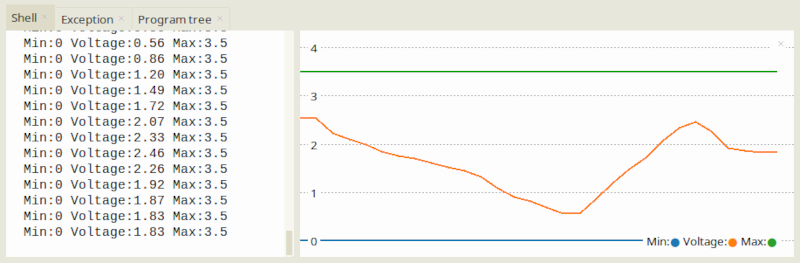 Shell × Exception × Program tree ×
Min:0 Voltage:0.56 Max:3.5
Min:0 Voltage:0.86 Max:3.5
Min:0 Voltage:1.20 Max:3.5
Min:0 Voltage:1.49 Max:3.5
Min:0 Voltage:1.72 Max:3.5
Min:0 Voltage:2.07 Max:3.5
Min:0 Voltage:2.33 Max:3.5
Min:0 Voltage:2.46 Max:3.5
Min:0 Voltage:2.26 Max:3.5
Min:0 Voltage:1.92 Max:3.5
Min:0 Voltage:1.87 Max:3.5
Min:0 Voltage:1.83 Max:3.5
Min:0 Voltage:1.83 Max:3.5
×
4
3
2
1
0
Min: Voltage: Max: